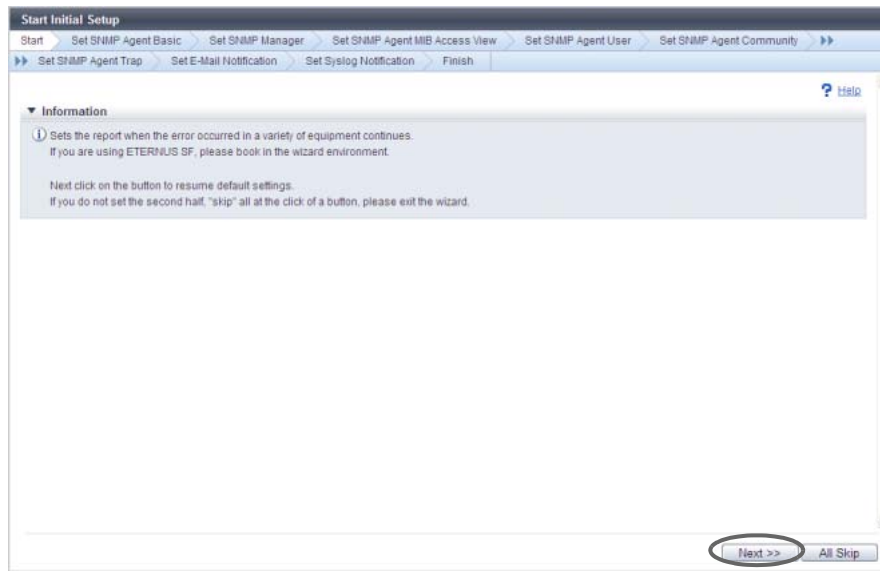 Start Initial Setup
Start Set SNMP Agent Basic Set SNMP Manager Set SNMP Agent MIB Access View Set SNMP Agent User Set SNMP Agent Community
Set SNMP Agent Trap Set E-Mail Notification Set Syslog Notification Finish
? Help
Information
Sets the report when the error occurred in a variety of equipment continues.
If you are using ETERNUS SF, please book in the wizard environment.
Next click on the button to resume default settings.
If you do not set the second half, "skip" all at the click of a button, please exit the wizard.
Next >> All Skip